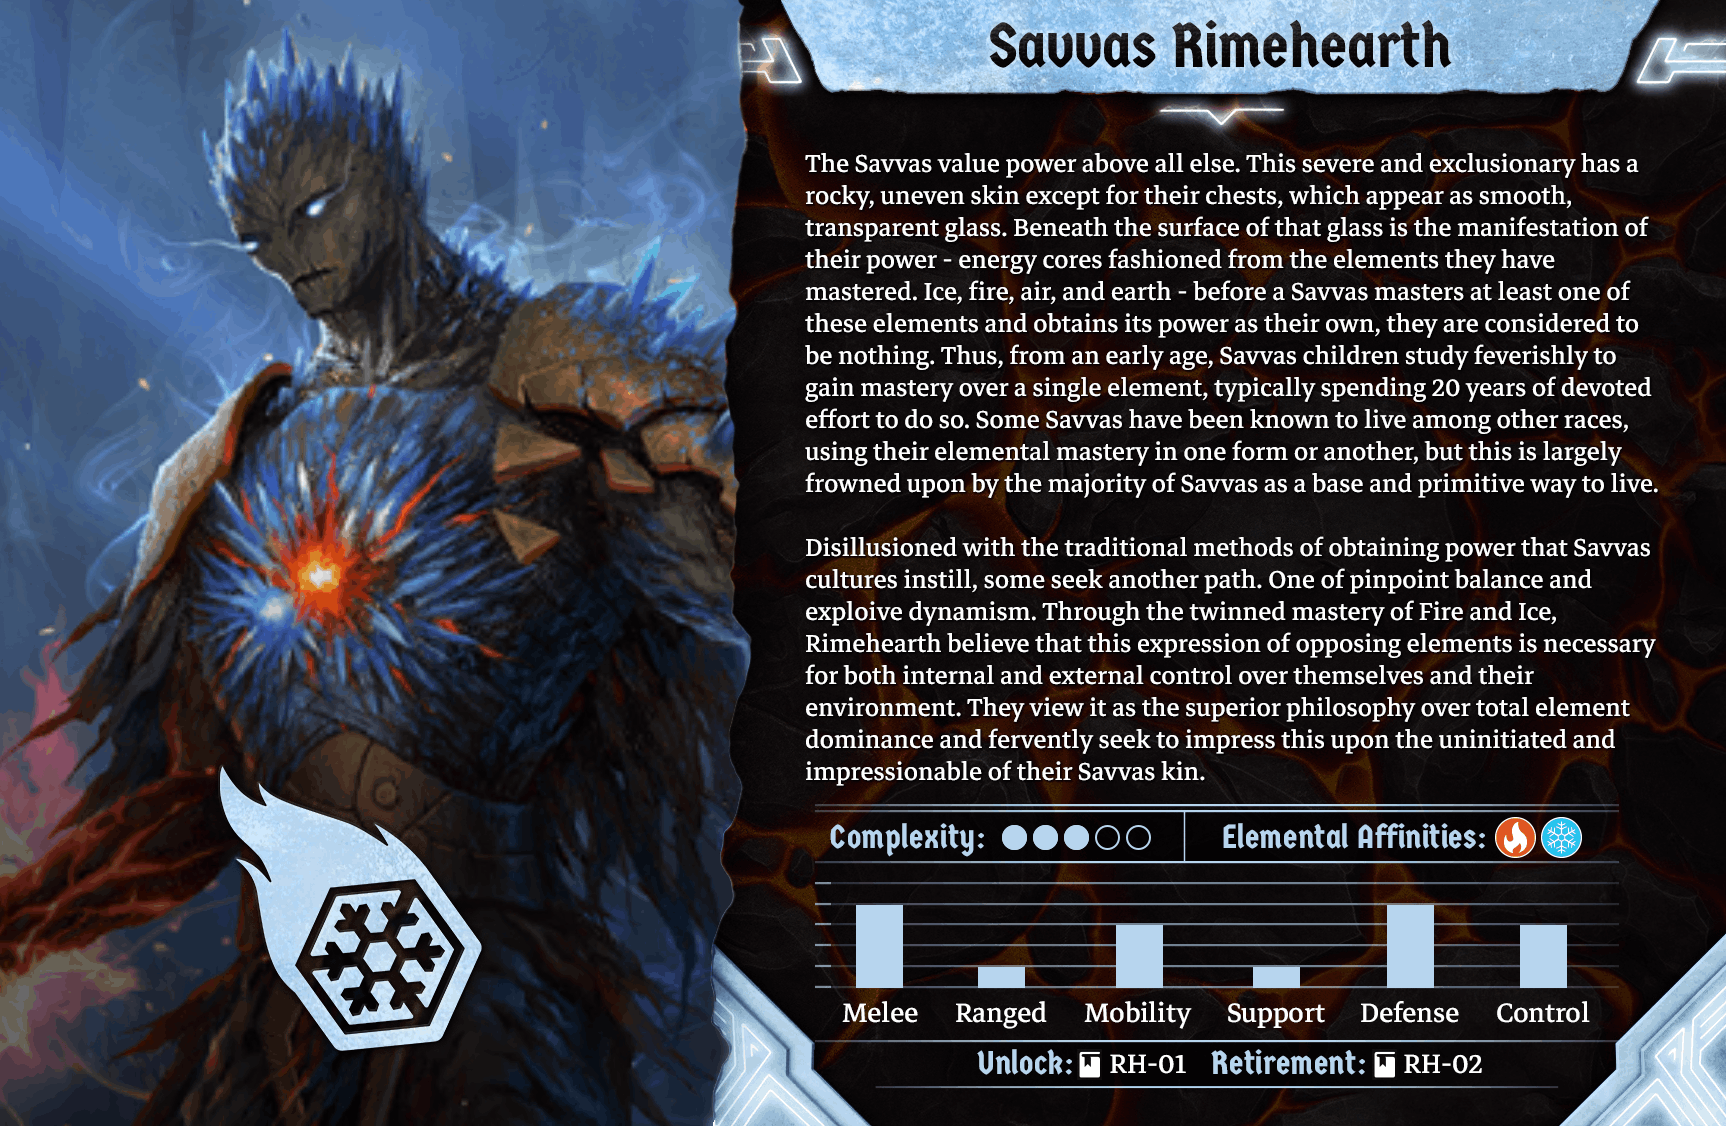 Savvas Rimehearth
The Savvas value power above all else. This severe and exclusionary has a
rocky, uneven skin except for their chests, which appear as smooth,
transparent glass. Beneath the surface of that glass is the manifestation of
their power - energy cores fashioned from the elements they have
mastered. Ice, fire, air, and earth - before a Savvas masters at least one of
these elements and obtains its power as their own, they are considered to
be nothing. Thus, from an early age, Savvas children study feverishly to
gain mastery over a single element, typically spending 20 years of devoted
effort to do so. Some Savvas have been known to live among other races,
using their elemental mastery in one form or another, but this is largely
frowned upon by the majority of Savvas as a base and primitive way to live.
Disillusioned with the traditional methods of obtaining power that Savvas
cultures instill, some seek another path. One of pinpoint balance and
exploive dynamism. Through the twinned mastery of Fire and Ice,
Rimehearth believe that this expression of opposing elements is necessary
for both internal and external control over themselves and their
environment. They view it as the superior philosophy over total element
dominance and fervently seek to impress this upon the uninitiated and
impressionable of their Savvas kin.
Complexity: Elemental Affinities:
Melee Ranged Mobility Support Defense Control
Unlock: RH-01 Retirement: RH-02